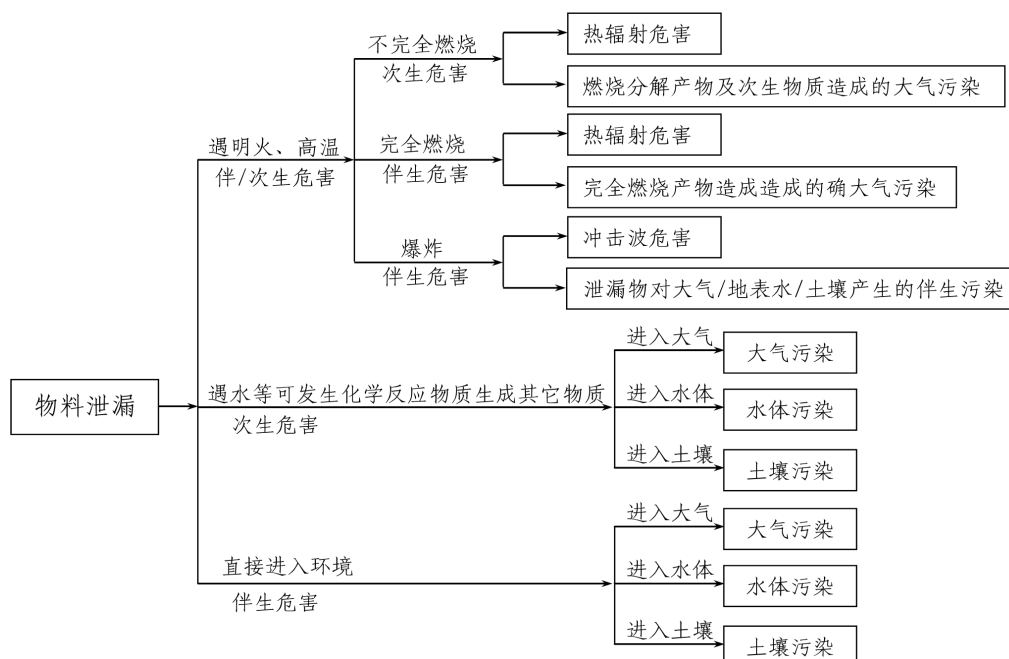 热辐射危害
不完全燃烧
次生危害
燃烧分解产物及次生物质造成的大气污染
热辐射危害
遇明火、高温
伴/次生危害
完全燃烧
伴生危害
完全燃烧产物造成造成的确大气污染
冲击波危害
爆炸
伴生危害
泄漏物对大气/地表水/土壤产生的伴生污染
进入大气
大气污染
物料泄漏
遇水等可发生化学反应物质生成其它物质
次生危害
进入水体
水体污染
进入土壤
土壤污染
进入大气
大气污染
直接进入环境
伴生危害
进入水体
水体污染
进入土壤
土壤污染